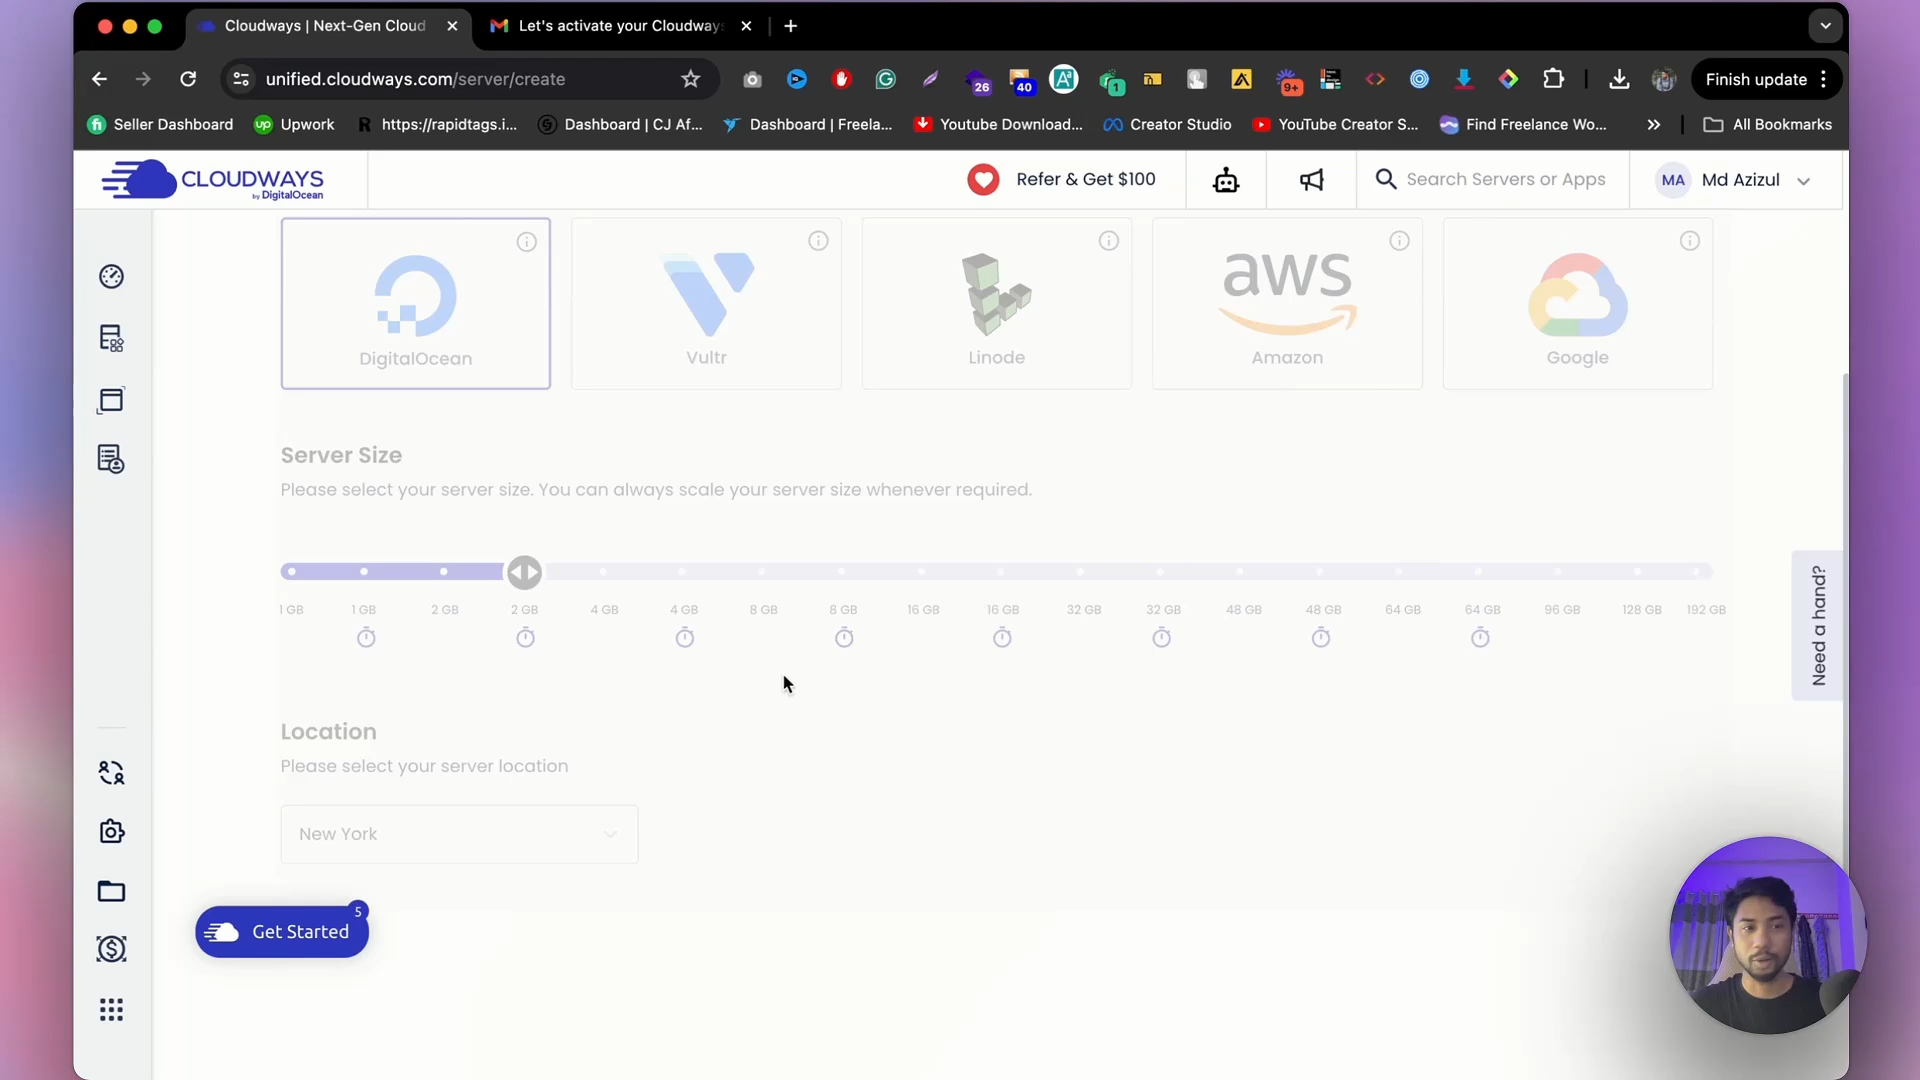 Cloudways | Next-Gen Cloud
Let's activate your Cloudways
unified.cloudways.com/server/create
26
40
1
9+
Finish update
Seller Dashboard
Upwork
https://rapidtags.i...
Dashboard | CJ Af...
Dashboard | Freela...
Youtube Download...
Creator Studio
YouTube Creator S...
Find Freelance Wo...
All Bookmarks
CLOUDWAYS
by DigitalOcean
Refer & Get $100
Search Servers or Apps
MA
Md Azizul
DigitalOcean
Vultr
Linode
aws
Amazon
Google
Server Size
Please select your server size. You can always scale your server size whenever required.
1 GB 1 GB 2 GB 2 GB 4 GB 4 GB 8 GB 8 GB 16 GB 16 GB 32 GB 32 GB 48 GB 48 GB 64 GB 64 GB 96 GB 128 GB 192 GB
Need a hand?
Location
Please select your server location
New York
Get Started
5